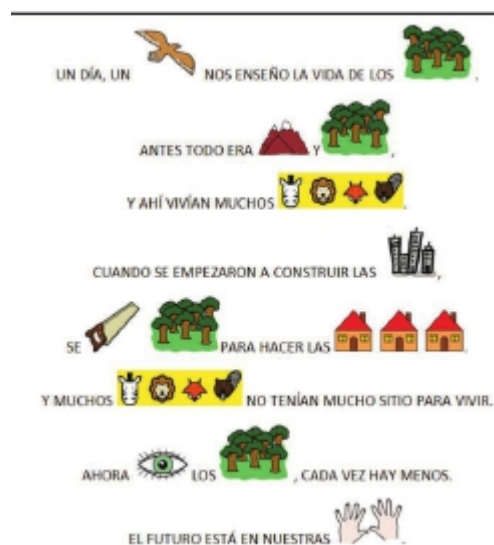 UN DÍA, UN NOS ENSEÑO LA VIDA DE LOS ,
ANTES TODO ERA Y ,
Y AHÍ VIVÍAN MUCHOS .
CUANDO SE EMPEZARON A CONSTRUIR LAS ,
SE PARA HACER LAS .
Y MUCHOS NO TENÍAN MUCHO SITIO PARA VIVIR.
AHORA LOS , CADA VEZ HAY MENOS.
EL FUTURO ESTÁ EN NUESTRAS .